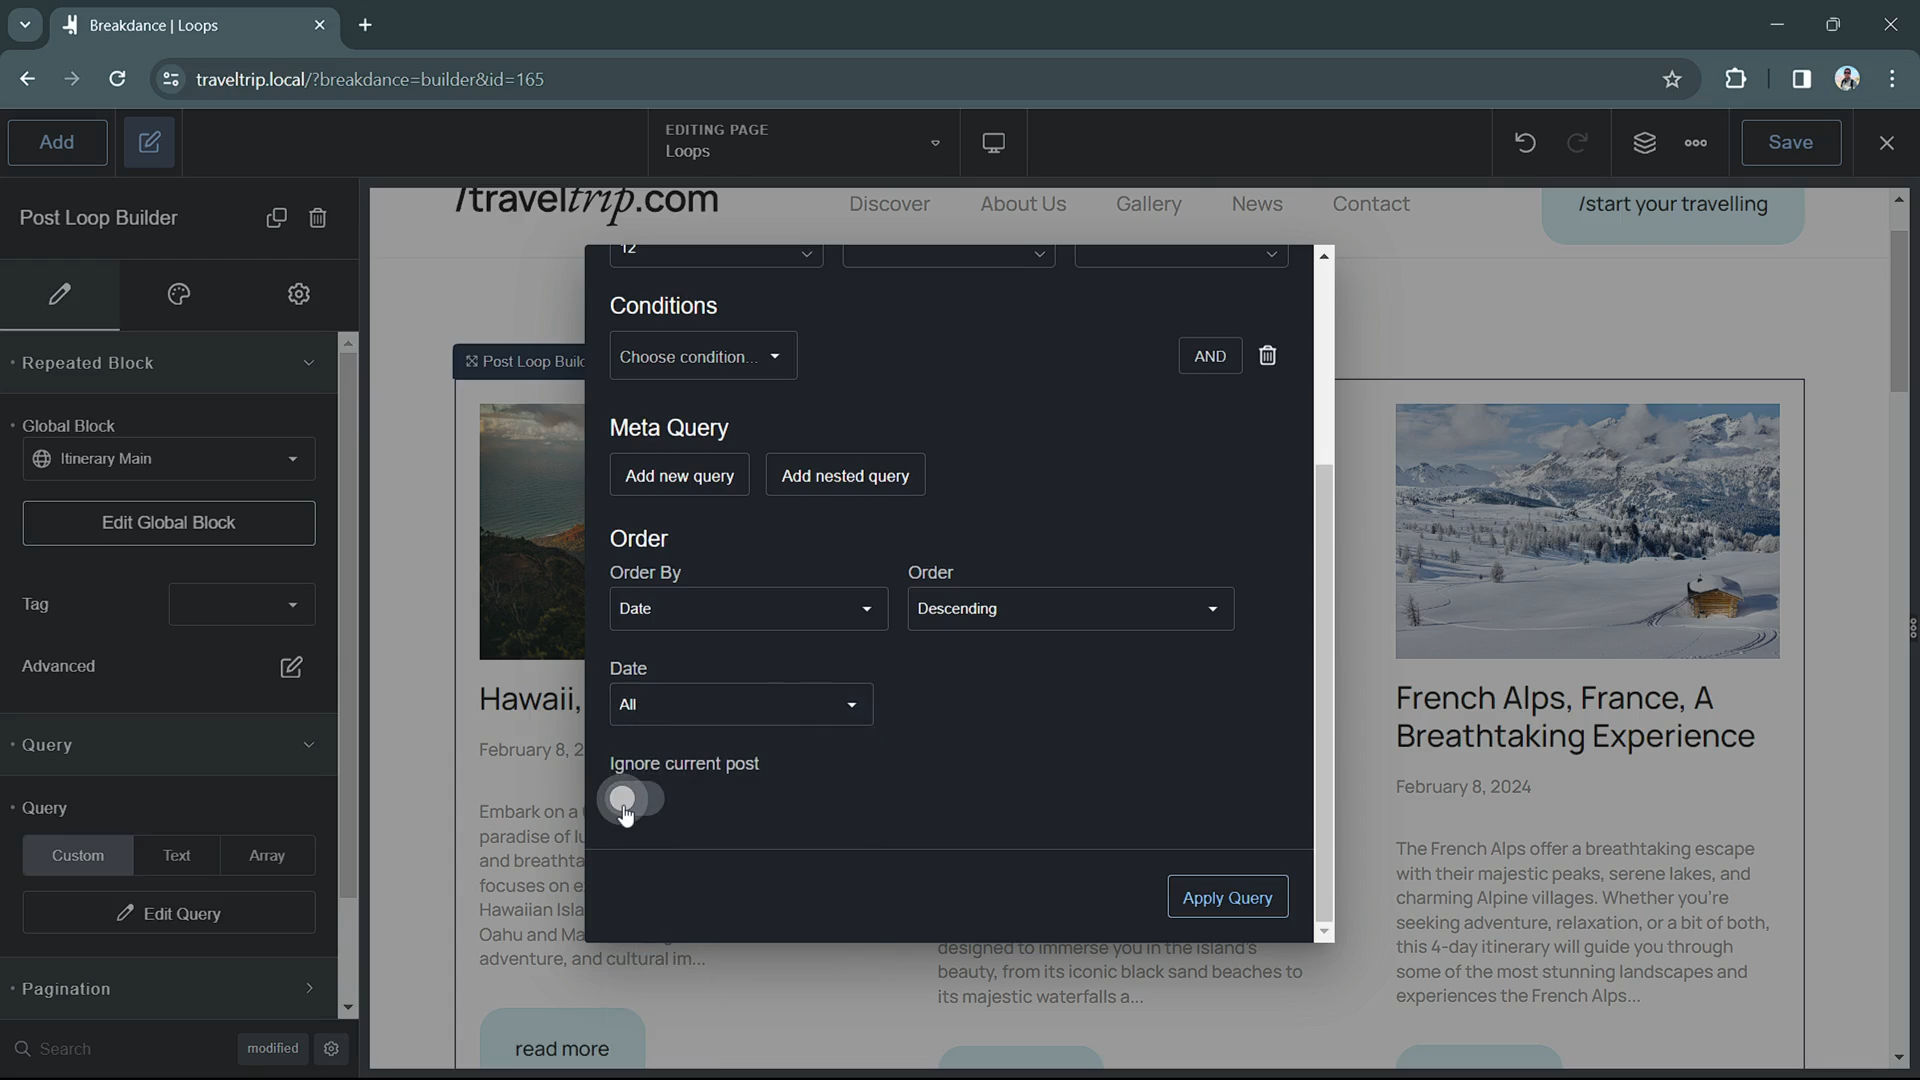 Breakdance | Loops
traveltrip.local/?breakdance=builder&id=165
Add
EDITING PAGE
Loops
Save
Post Loop Builder
Repeated Block
Global Block
Itinerary Main
Edit Global Block
Tag
Advanced
Query
Query
Custom
Text
Array
Edit Query
Pagination
Search
modified
/traveltrip.com
Discover
About Us
Gallery
News
Contact
/start your travelling
Post Loop Builc
12
Conditions
Choose condition...
AND
Meta Query
Add new query
Add nested query
Order
Order By
Order
Date
Descending
Date
All
Ignore current post
Apply Query
Hawaii,
February 8, 2
Embark on a
paradise of lu
and breathta
focuses on e
Hawaiian Isla
Oahu and Ma
adventure, and cultural im...
read more
designed to immerse you in the island's
beauty, from its iconic black sand beaches to
its majestic waterfalls a...
French Alps, France, A
Breathtaking Experience
February 8, 2024
The French Alps offer a breathtaking escape
with their majestic peaks, serene lakes, and
charming Alpine villages. Whether you're
seeking adventure, relaxation, or a bit of both,
this 4-day itinerary will guide you through
some of the most stunning landscapes and
experiences the French Alps...